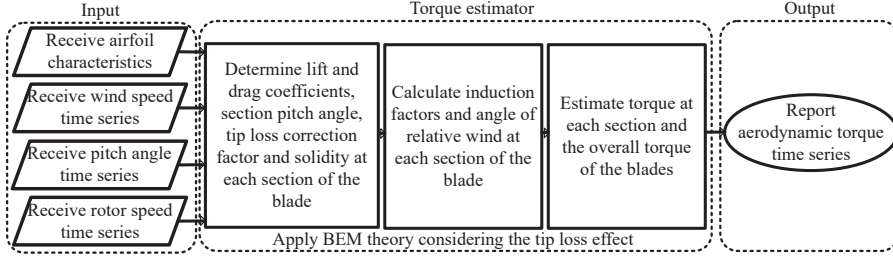 Input
Torque estimator
Output
Receive airfoil
characteristics
Receive wind speed
time series
Receive pitch angle
time series
Receive rotor speed
time series
Determine lift and
drag coefficients,
section pitch angle,
tip loss correction
factor and solidity at
each section of the
blade
Calculate induction
factors and angle of
relative wind at
each section of the
blade
Estimate torque at
each section and
the overall torque
of the blades
Report
aerodynamic torque
time series
Apply BEM theory considering the tip loss effect